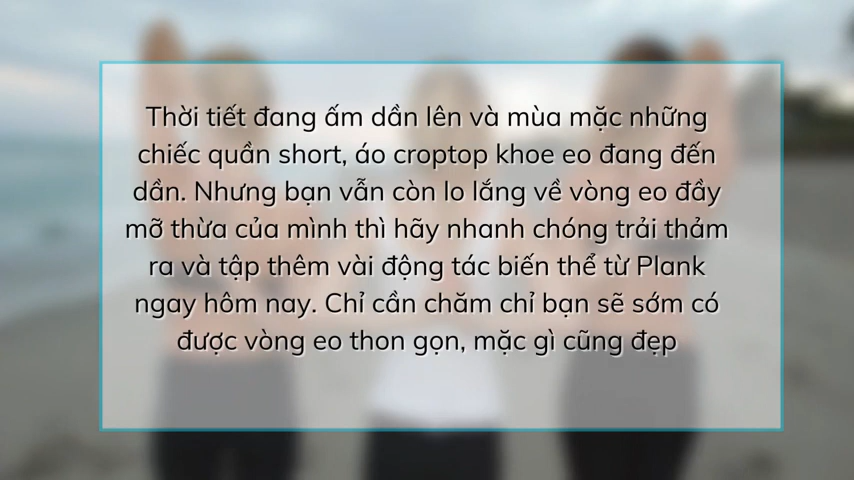 Thời tiết đang ấm dần lên và mùa mặc những
chiếc quần short, áo croptop khoe eo đang đến
dần. Nhưng bạn vẫn còn lo lắng về vòng eo đầy
mỡ thừa của mình thì hãy nhanh chóng trải thảm
ra và tập thêm vài động tác biến thể từ Plank
ngay hôm nay. Chỉ cần chăm chỉ bạn sẽ sớm có
được vòng eo thon gọn, mặc gì cũng đẹp